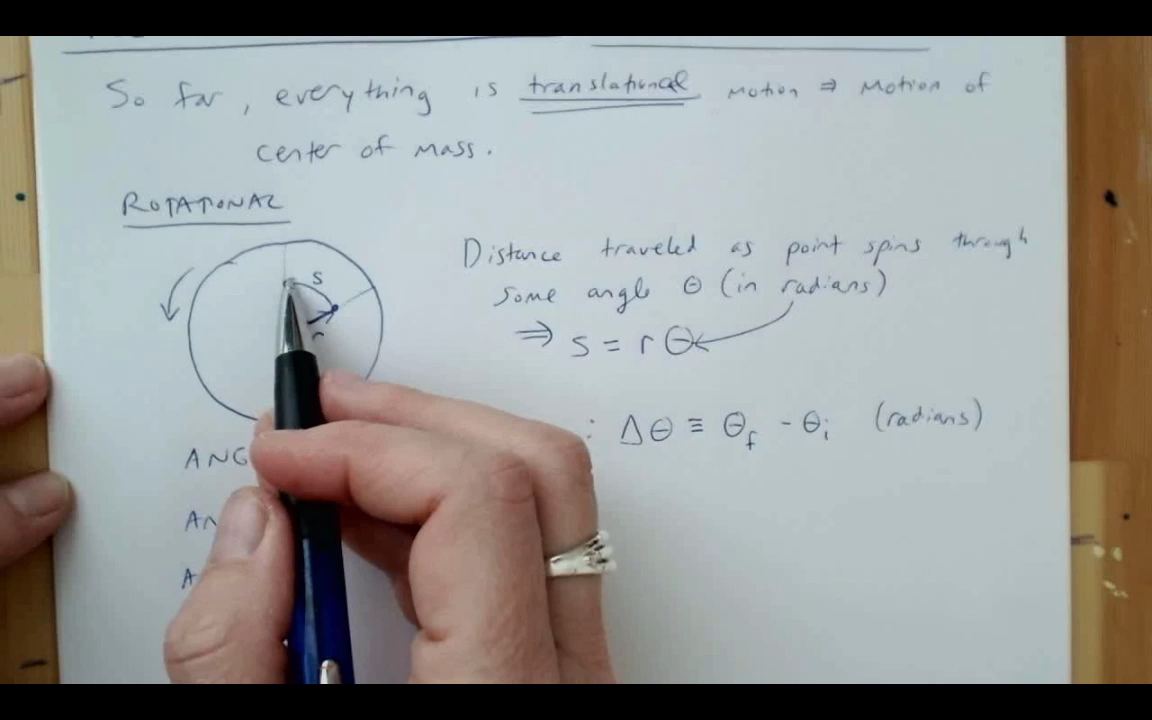 So far, everything is translational motion ⇒ motion of
center of mass.
ROTATIONAL
S
r
Distance traveled as point spins through
some angle θ (in radians)
⇒ s = rθ
ANG
: Δθ ≡ θf - θi (radians)
AN
A